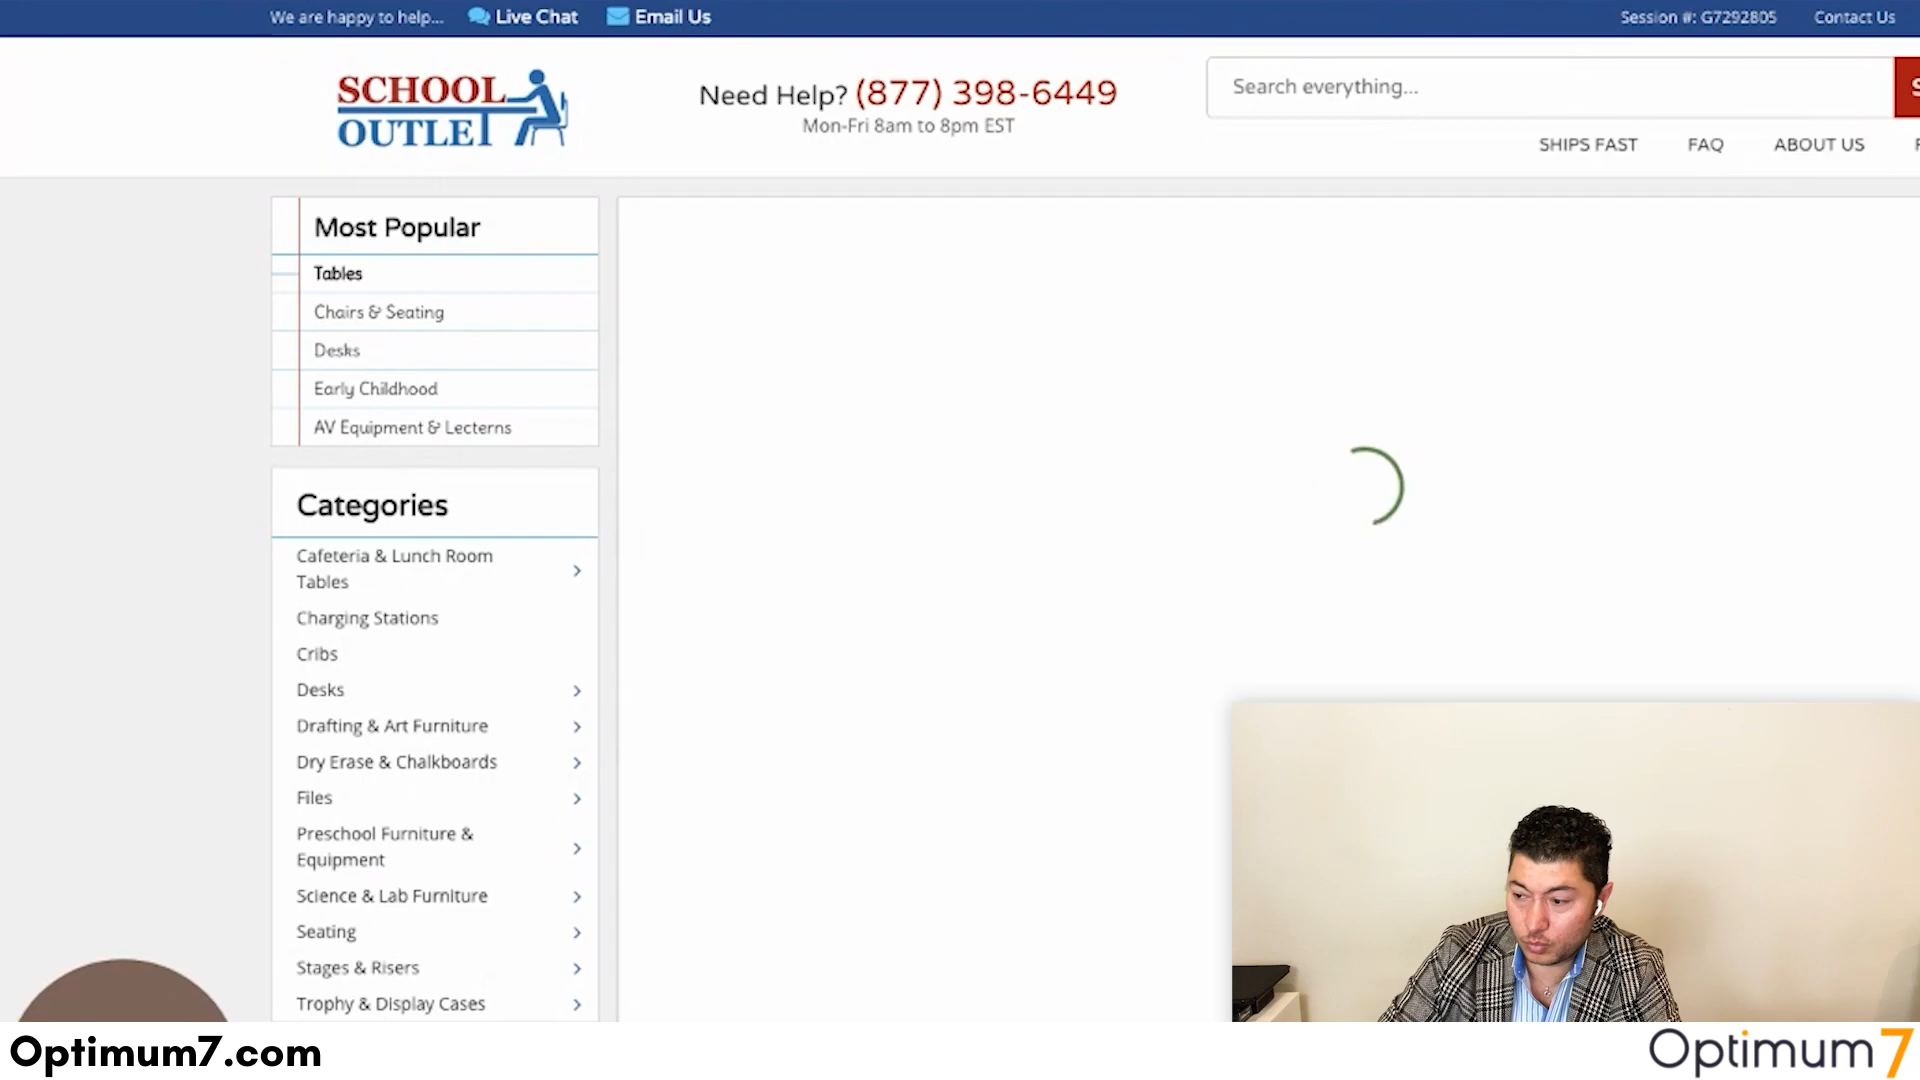 We are happy to help...
Live Chat
Email Us
Session #: G7292805
Contact Us
SCHOOL
OUTLET
Need Help? (877) 398-6449
Mon-Fri 8am to 8pm EST
Search everything...
SHIPS FAST
FAQ
ABOUT US
Most Popular
Tables
Chairs & Seating
Desks
Early Childhood
AV Equipment & Lecterns
Categories
Cafeteria & Lunch Room
Tables
Charging Stations
Cribs
Desks
Drafting & Art Furniture
Dry Erase & Chalkboards
Files
Preschool Furniture &
Equipment
Science & Lab Furniture
Seating
Stages & Risers
Trophy & Display Cases
Optimum7.com
Optimum 7